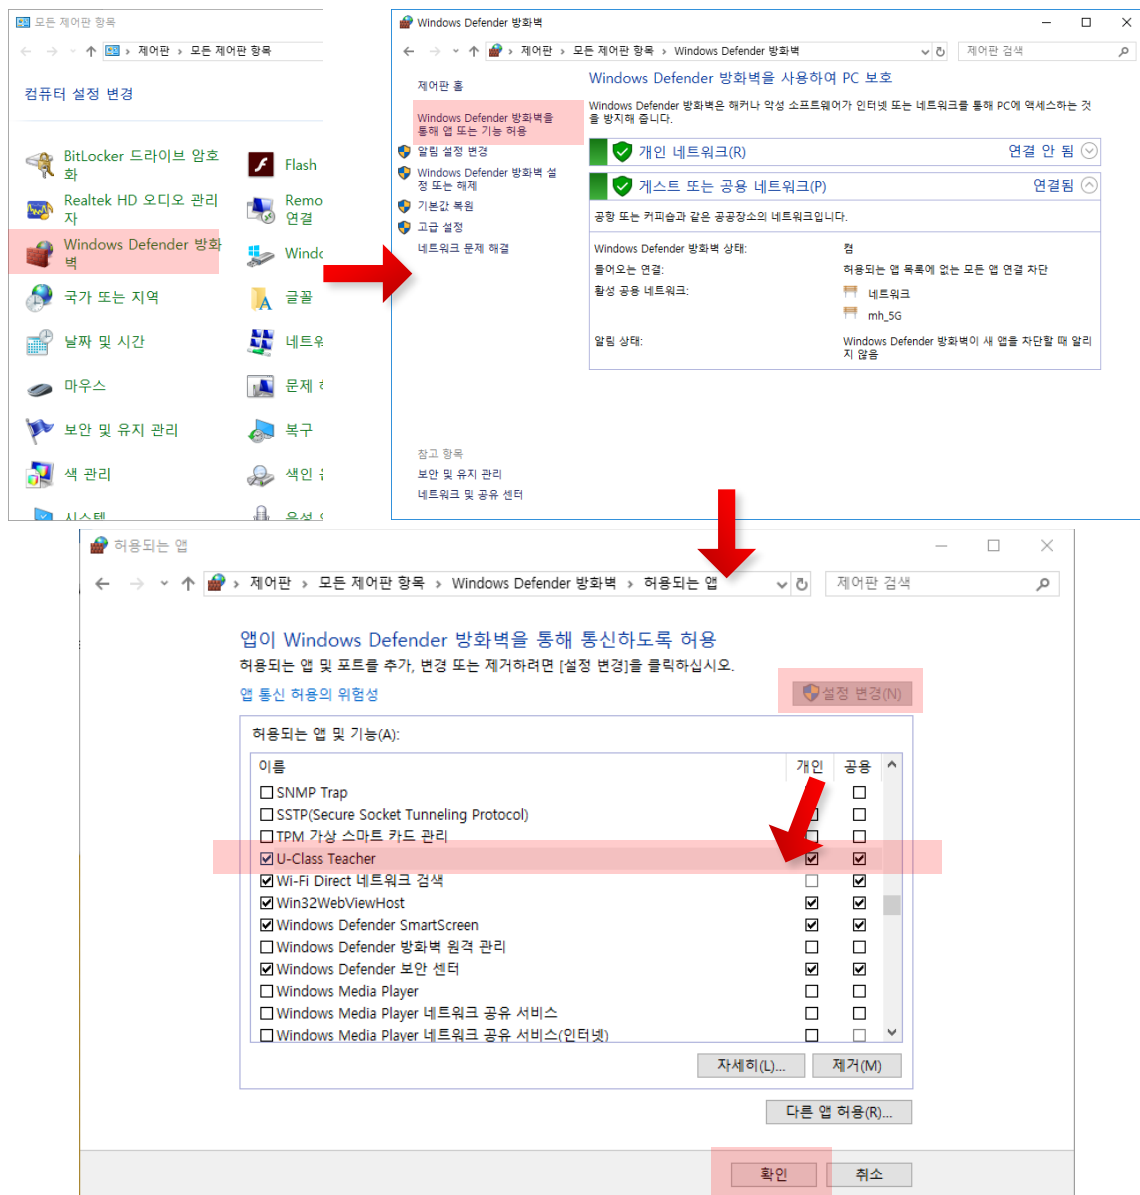 모든 제어판 항목
제어판 › 모든 제어판 항목
컴퓨터 설정 변경
BitLocker 드라이브 암호
화
Flash
Realtek HD 오디오 관리
자
Remo
연결
Windows Defender 방화
벽
Windo
국가 또는 지역
글꼴
날짜 및 시간
네트워
마우스
문제
보안 및 유지 관리
복구
색 관리
색인
시스템
음성
Windows Defender 방화벽
제어판 › 모든 제어판 항목 › Windows Defender 방화벽
제어판 검색
제어판 홈
Windows Defender 방화벽을
통해 앱 또는 기능 허용
알림 설정 변경
Windows Defender 방화벽 설
정 또는 해제
기본값 복원
고급 설정
네트워크 문제 해결
참고 항목
보안 및 유지 관리
네트워크 및 공유 센터
Windows Defender 방화벽을 사용하여 PC 보호
Windows Defender 방화벽은 해커나 악성 소프트웨어가 인터넷 또는 네트워크를 통해 PC에 액세스하는 것
을 방지해 줍니다.
개인 네트워크(R) 연결 안 됨
게스트 또는 공용 네트워크(P) 연결됨
공항 또는 커피숍과 같은 공공장소의 네트워크입니다.
Windows Defender 방화벽 상태: 켬
들어오는 연결: 허용되는 앱 목록에 없는 모든 앱 연결 차단
활성 공용 네트워크: 네트워크
mh_5G
알림 상태: Windows Defender 방화벽이 새 앱을 차단할 때 알리
지 않음
허용되는 앱
제어판 › 모든 제어판 항목 › Windows Defender 방화벽 › 허용되는 앱
제어판 검색
앱이 Windows Defender 방화벽을 통해 통신하도록 허용
허용되는 앱 및 포트를 추가, 변경 또는 제거하려면 [설정 변경]을 클릭하십시오.
앱 통신 허용의 위험성
설정 변경(N)
허용되는 앱 및 기능(A):
이름 개인 공용
SNMP Trap
SSTP(Secure Socket Tunneling Protocol)
TPM 가상 스마트 카드 관리
U-Class Teacher
Wi-Fi Direct 네트워크 검색
Win32WebViewHost
Windows Defender SmartScreen
Windows Defender 방화벽 원격 관리
Windows Defender 보안 센터
Windows Media Player
Windows Media Player 네트워크 공유 서비스
Windows Media Player 네트워크 공유 서비스(인터넷)
자세히(L)... 제거(M)
다른 앱 허용(R)...
확인 취소